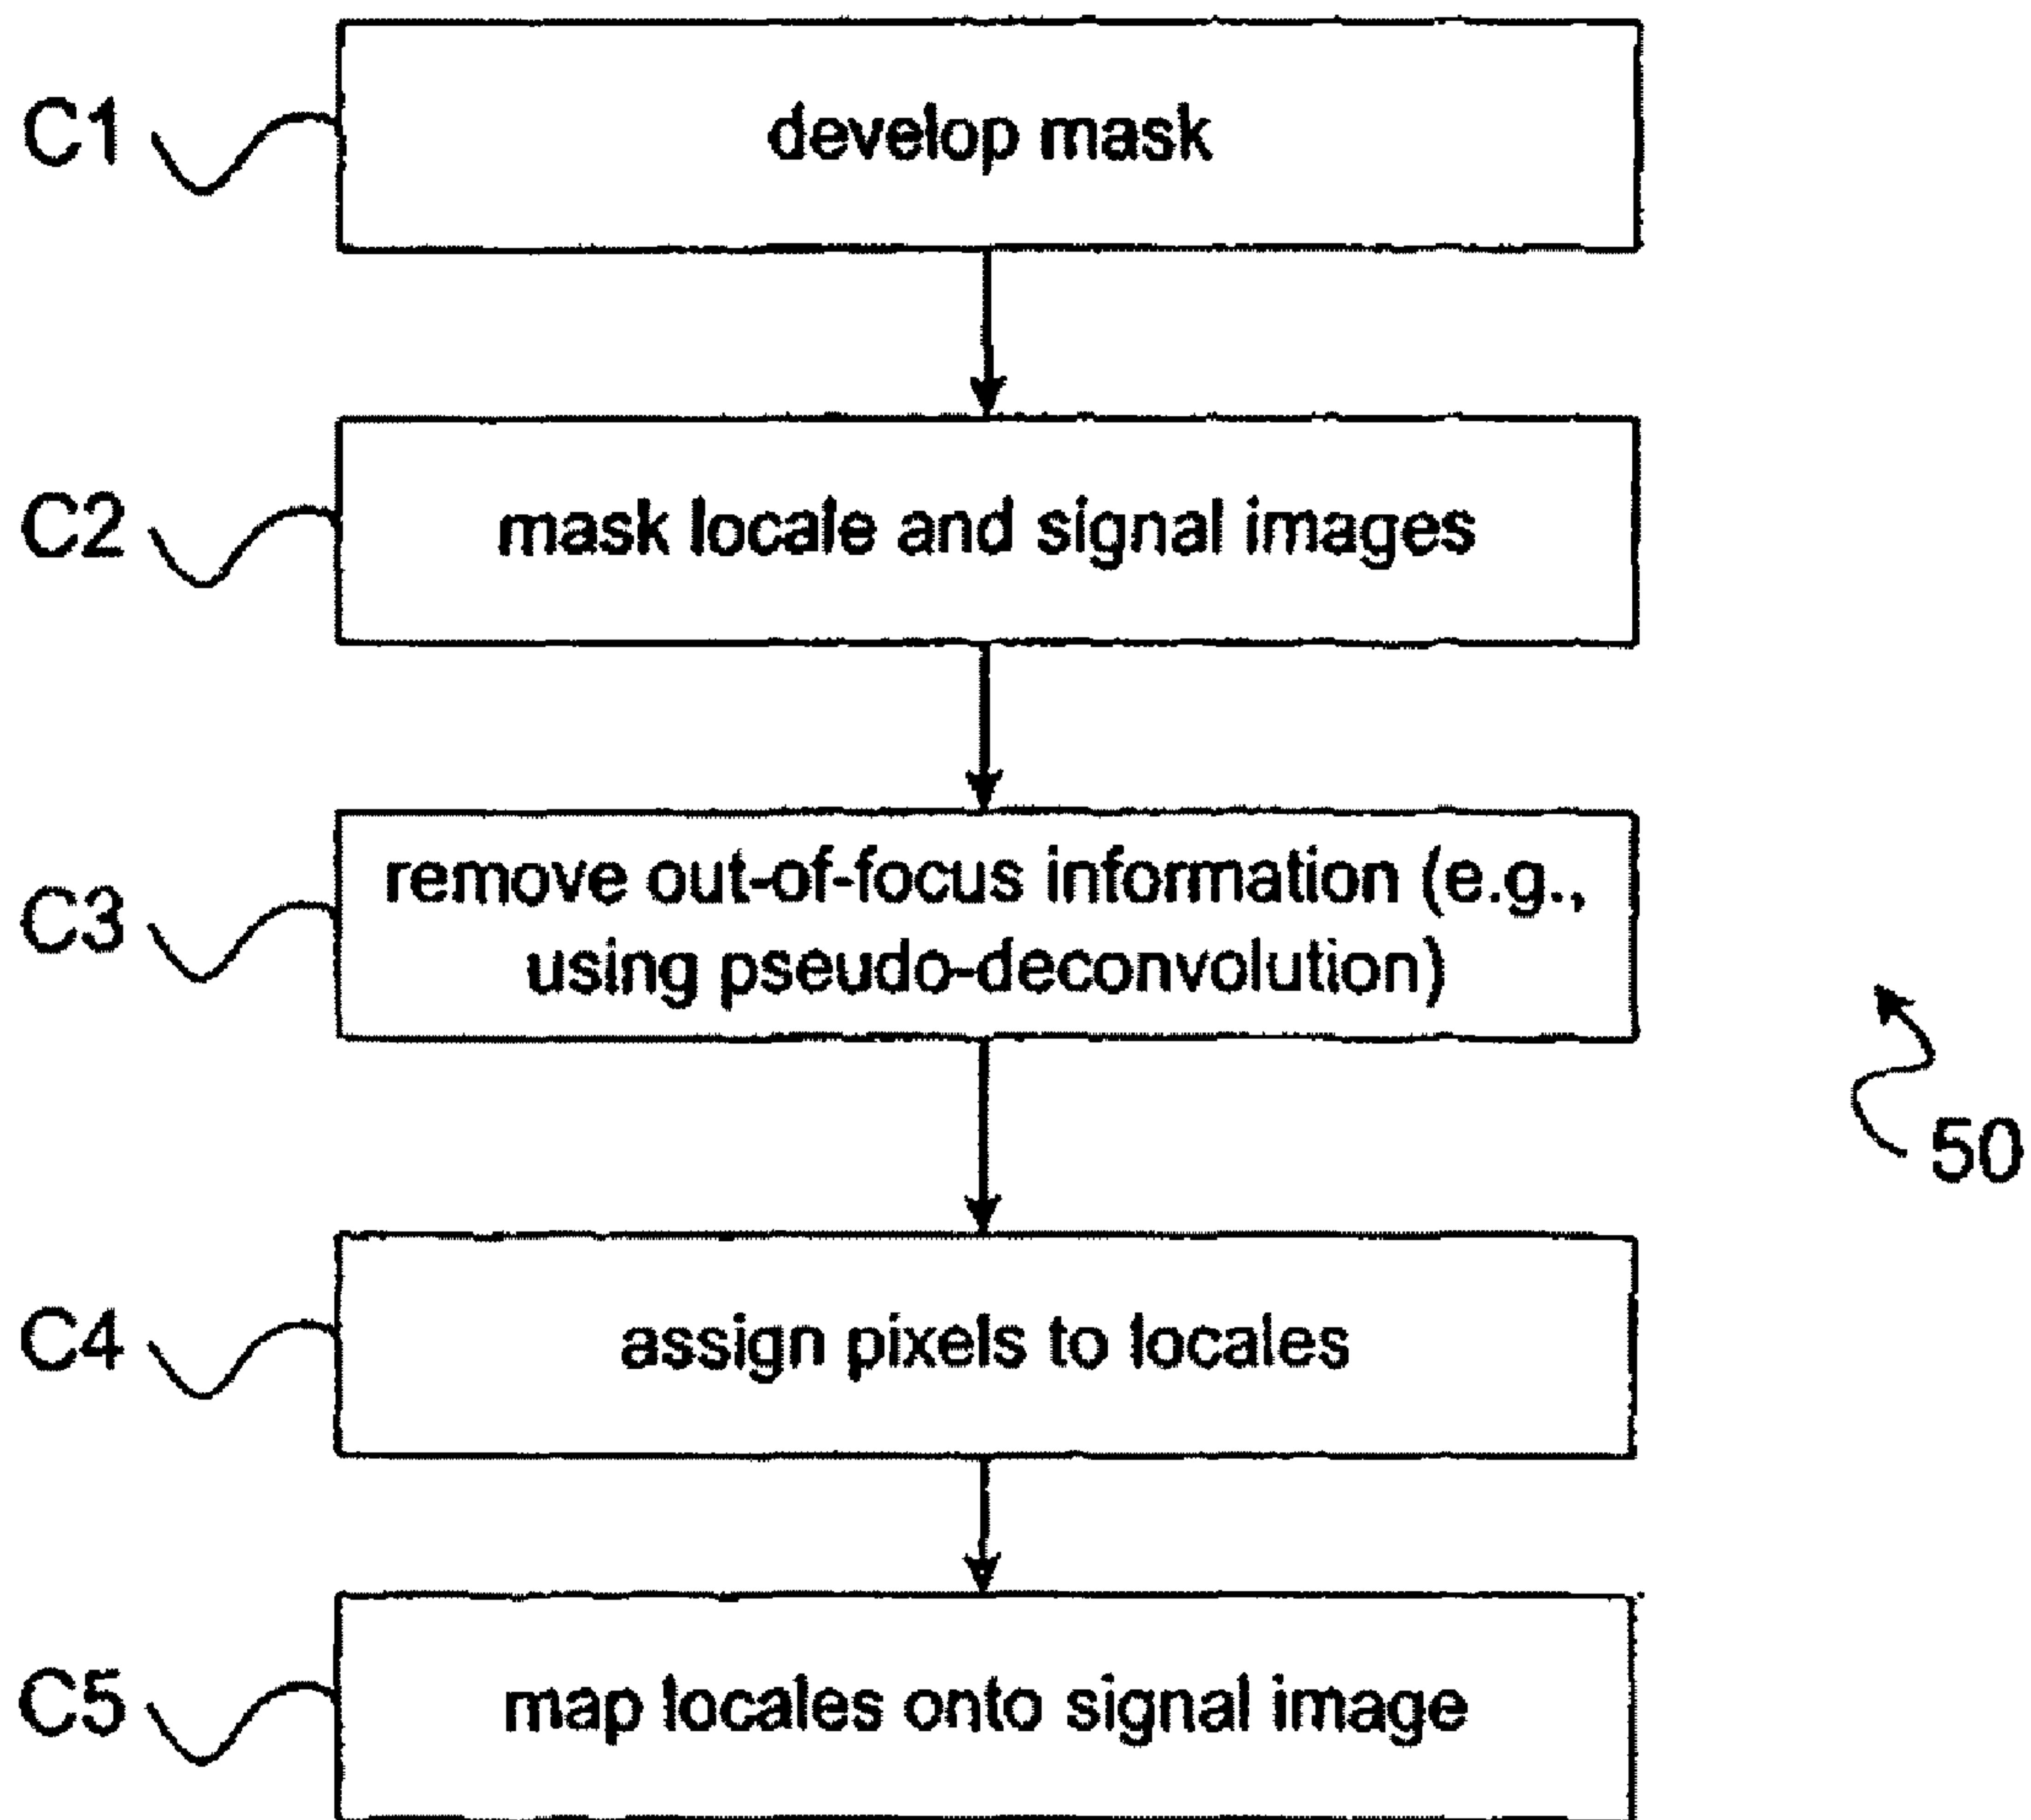 C1
develop mask
C2
mask locale and signal images
C3
remove out-of-focus information (e.g.,
using pseudo-deconvolution)
50
C4
assign pixels to locales
C5
map locales onto signal image